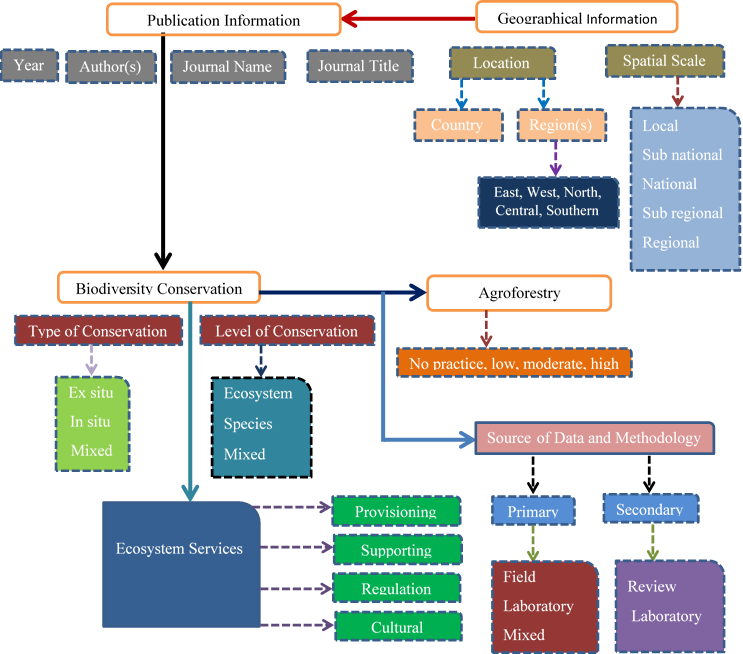 Publication Information
Geographical Information
Year
Author(s)
Journal Name
Journal Title
Location
Spatial Scale
Country
Region(s)
East, West, North,
Central, Southern
Local
Sub national
National
Sub regional
Regional
Biodiversity Conservation
Agroforestry
Type of Conservation
Level of Conservation
No practice, low, moderate, high
Ex situ
In situ
Mixed
Ecosystem
Species
Mixed
Source of Data and Methodology
Primary
Secondary
Ecosystem Services
Provisioning
Supporting
Regulation
Cultural
Field
Laboratory
Mixed
Review
Laboratory